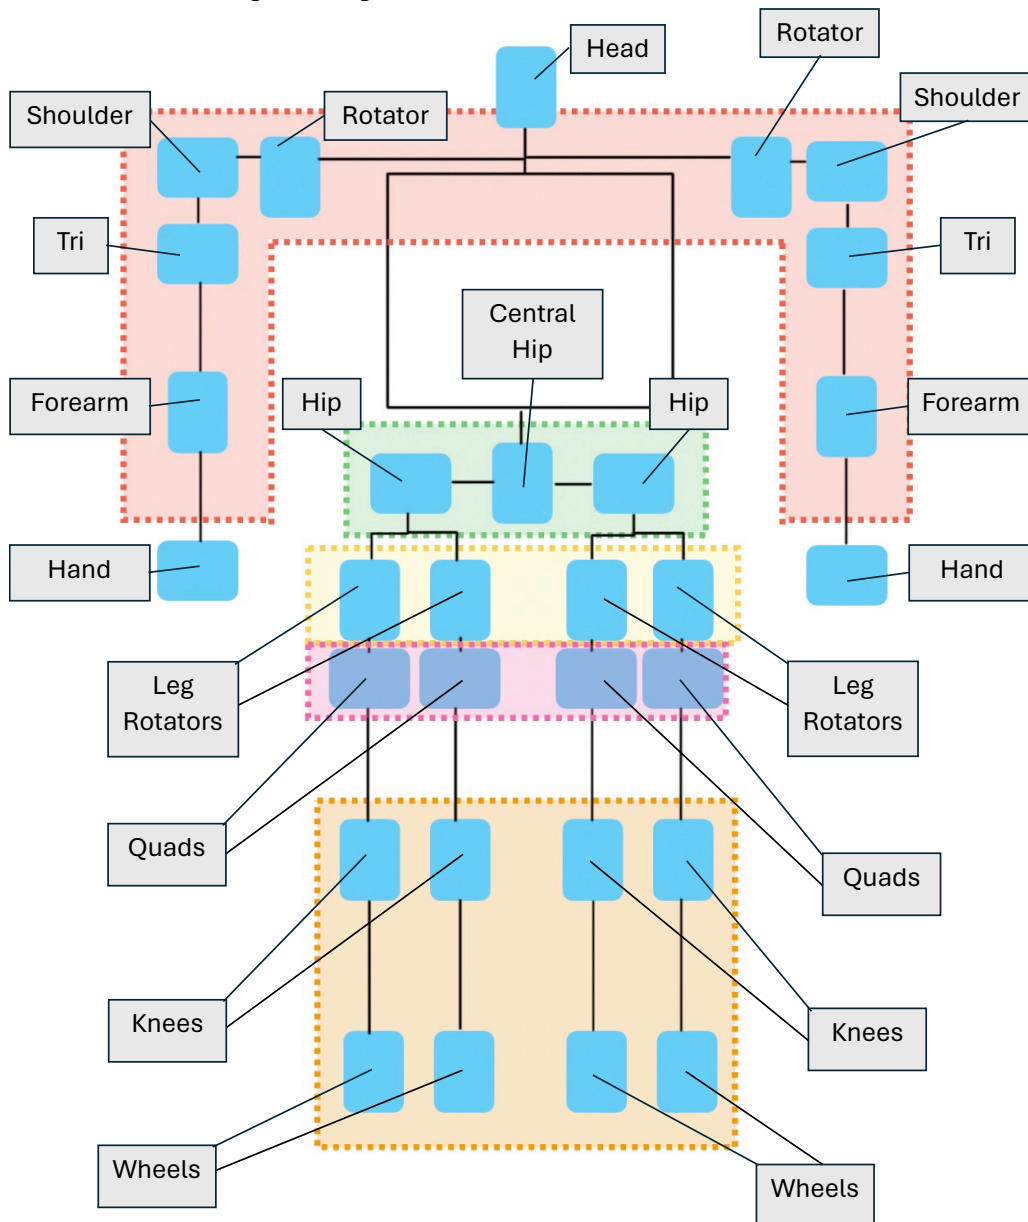 Head
Rotator
Shoulder
Rotator
Shoulder
Tri
Tri
Central
Hip
Forearm
Hip
Hip
Forearm
Hand
Hand
Leg
Rotators
Leg
Rotators
Quads
Quads
Knees
Knees
Wheels
Wheels